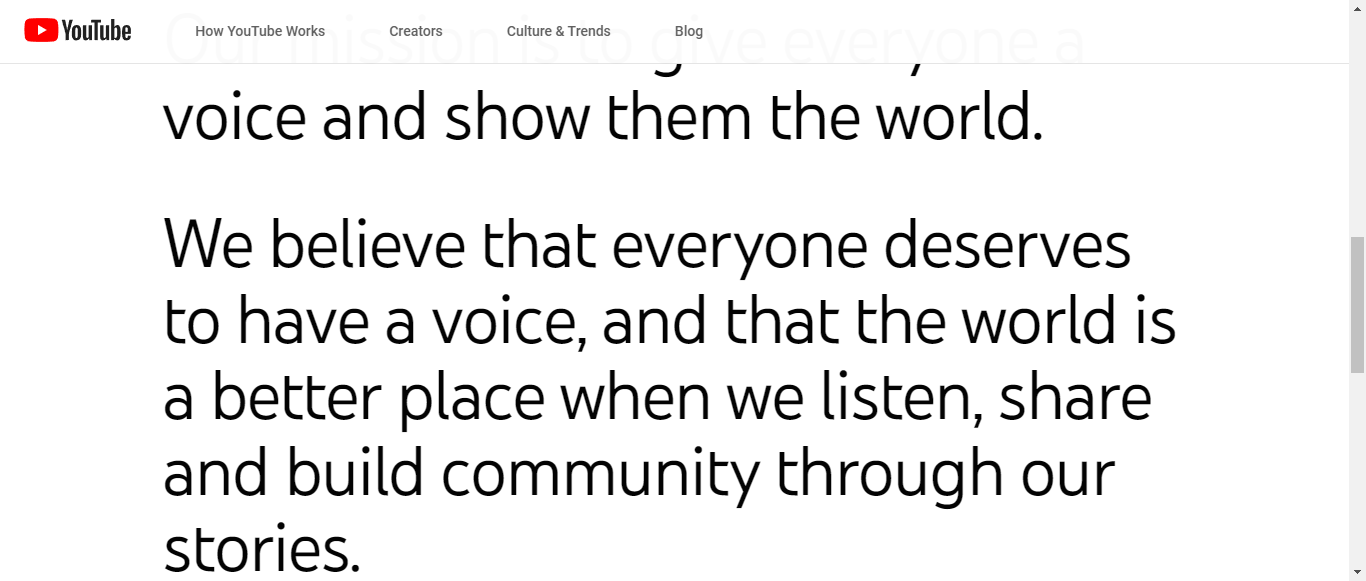 YouTube How YouTube Works Creators Culture & Trends Blog
Our mission is to give everyone a
voice and show them the world.
We believe that everyone deserves
to have a voice, and that the world is
a better place when we listen, share
and build community through our
stories.